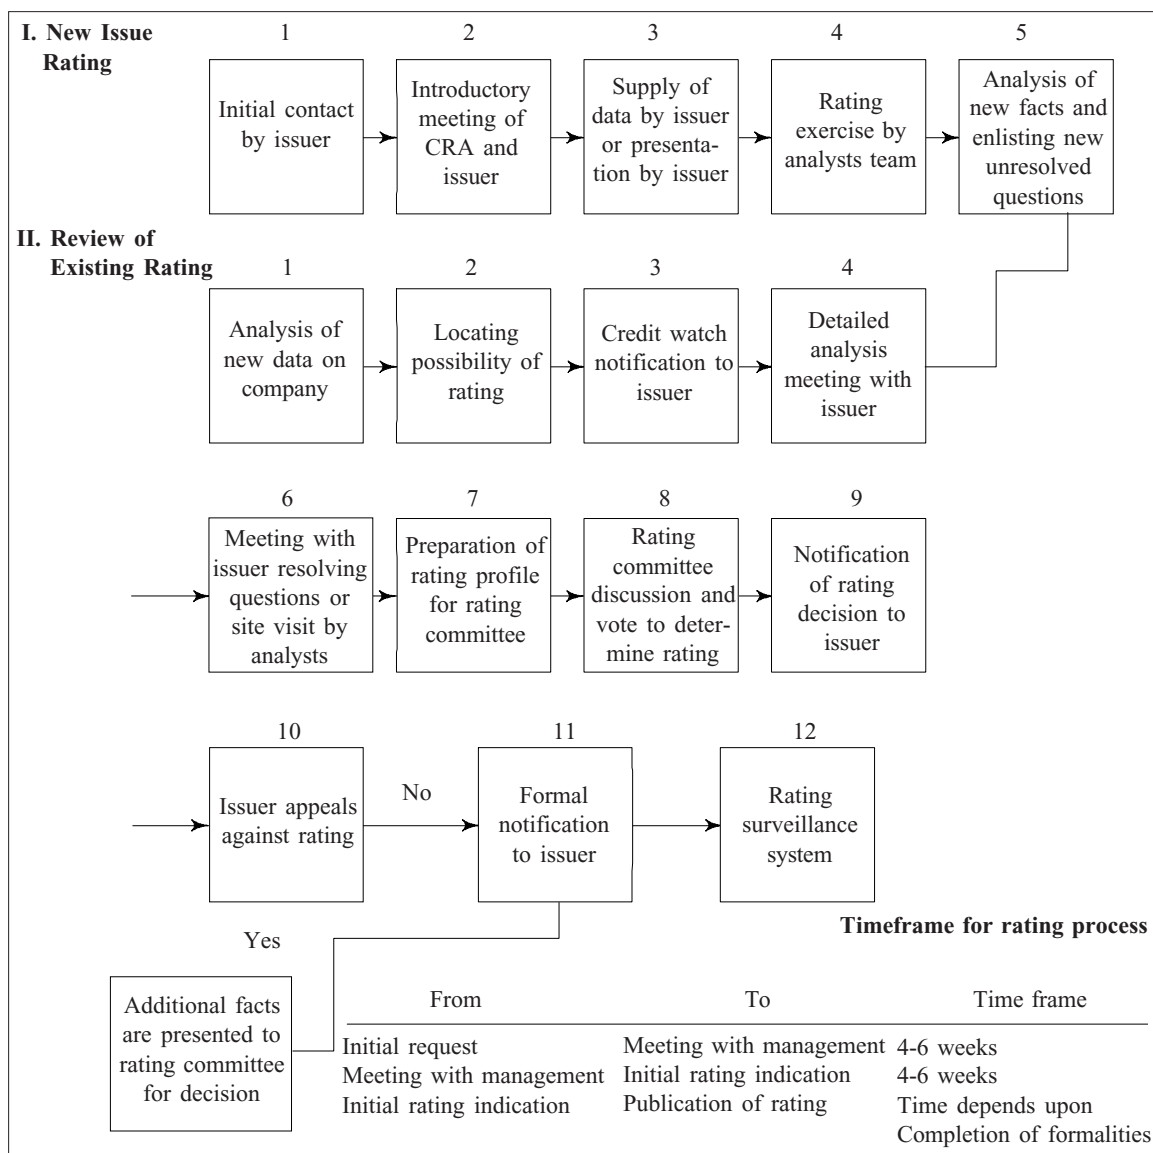 I. New Issue
Rating
1
2
3
4
5
Initial contact
by issuer
Introductory
meeting of
CRA and
issuer
Supply of
data by issuer
or presenta-
tion by issuer
Rating
exercise by
analysts team
Analysis of
new facts and
enlisting new
unresolved
questions
II. Review of
Existing Rating
1
2
3
4
Analysis of
new data on
company
Locating
possibility of
rating
Credit watch
notification to
issuer
Detailed
analysis
meeting with
issuer
6
7
8
9
Meeting with
issuer resolving
questions or
site visit by
analysts
Preparation of
rating profile
for rating
committee
Rating
committee
discussion and
vote to deter-
mine rating
Notification
of rating
decision to
issuer
10
11
12
Issuer appeals
against rating
No
Formal
notification
to issuer
Rating
surveillance
system
Yes
Additional facts
are presented to
rating committee
for decision
Timeframe for rating process
From To Time frame
Initial request Meeting with management 4-6 weeks
Meeting with management Initial rating indication 4-6 weeks
Initial rating indication Publication of rating Time depends upon
Completion of formalities